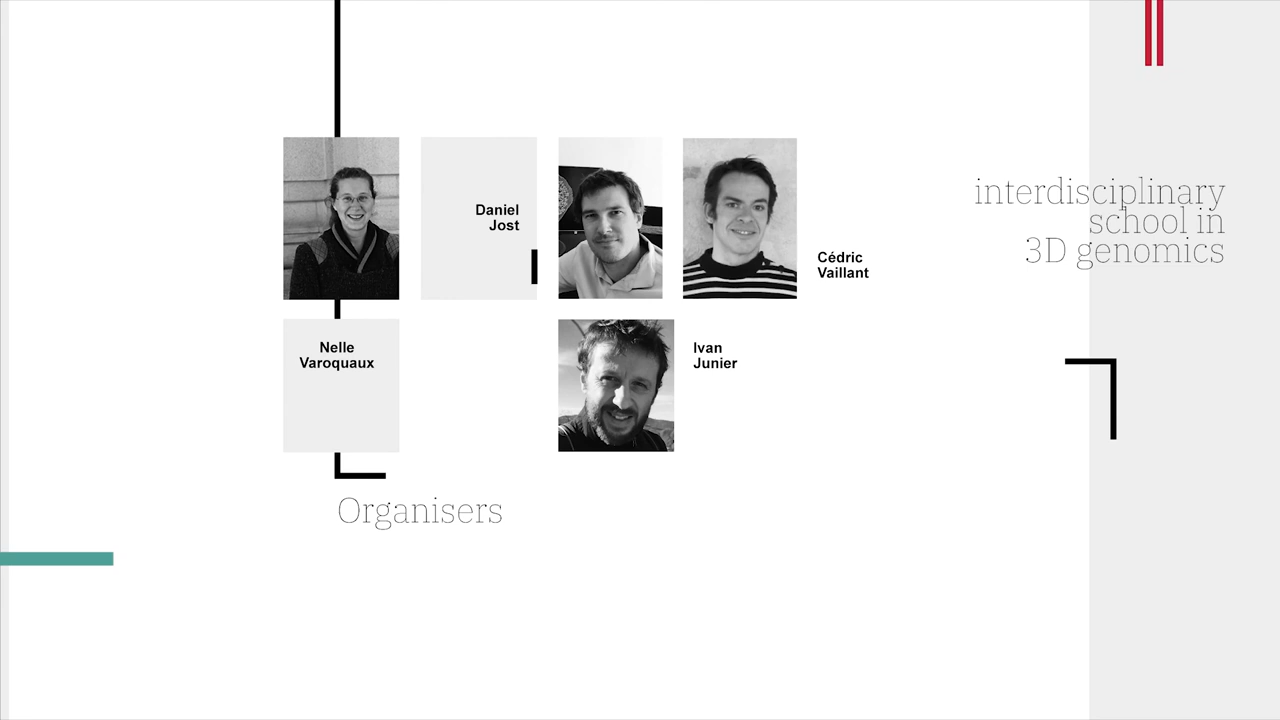 interdisciplinary
school in
3D genomics
Daniel
Jost
Cédric
Vaillant
Nelle
Varoquaux
Ivan
Junier
Organisers